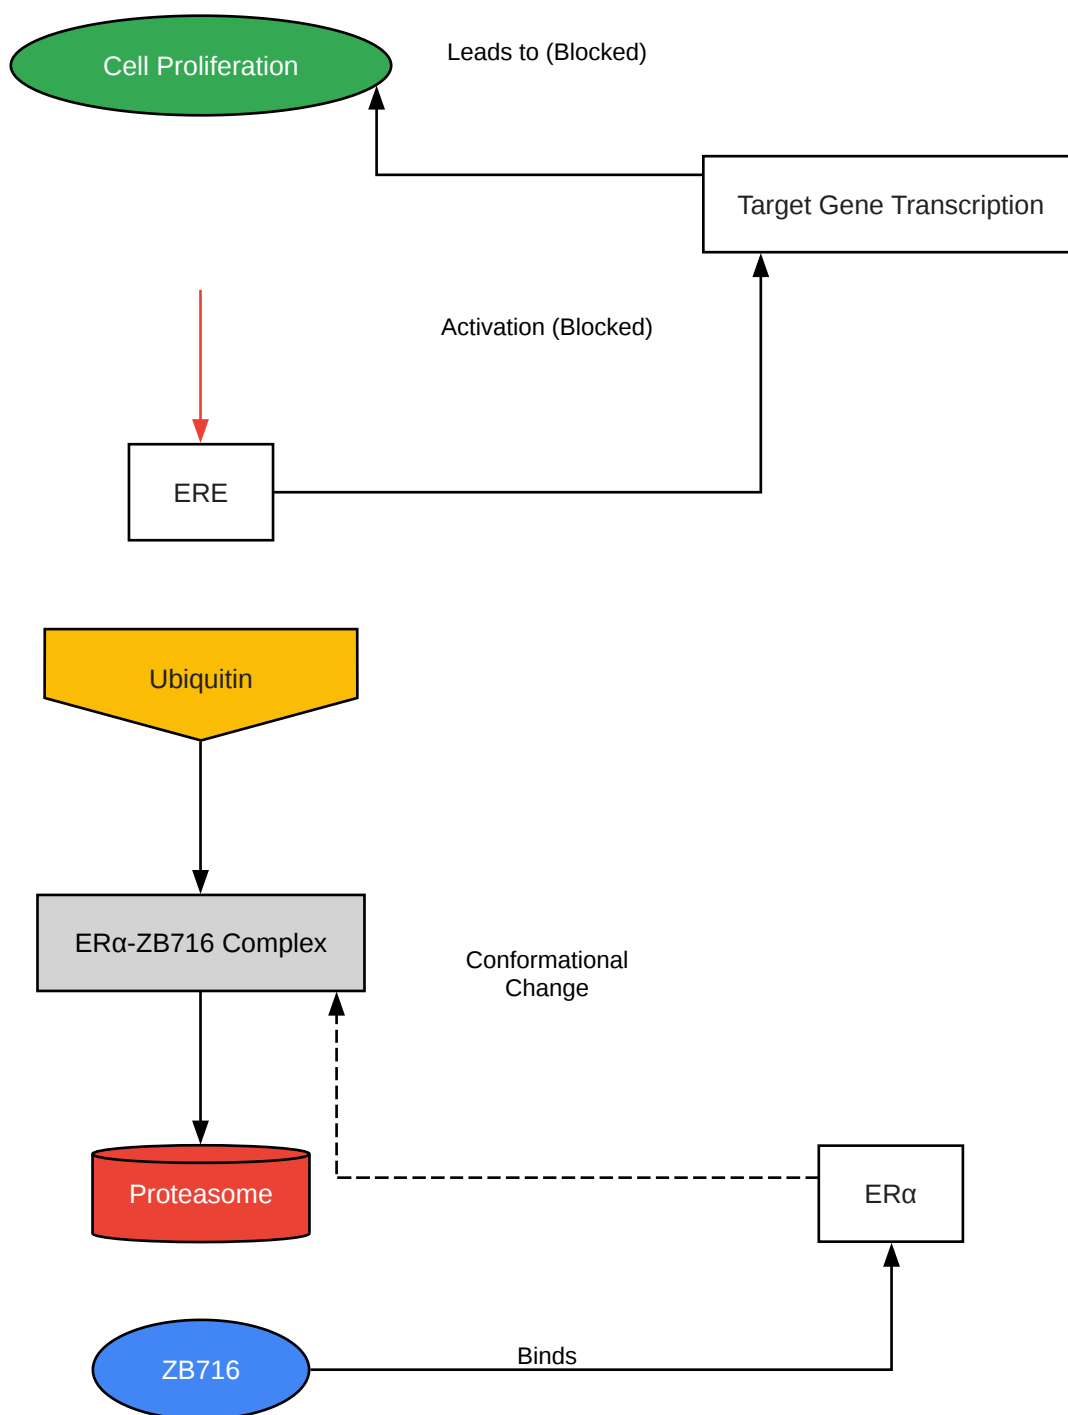 Cell Proliferation
Leads to (Blocked)
Target Gene Transcription
Activation (Blocked)
ERE
Ubiquitin
ERα-ZB716 Complex
Conformational
Change
Proteasome
ERα
Binds
ZB716